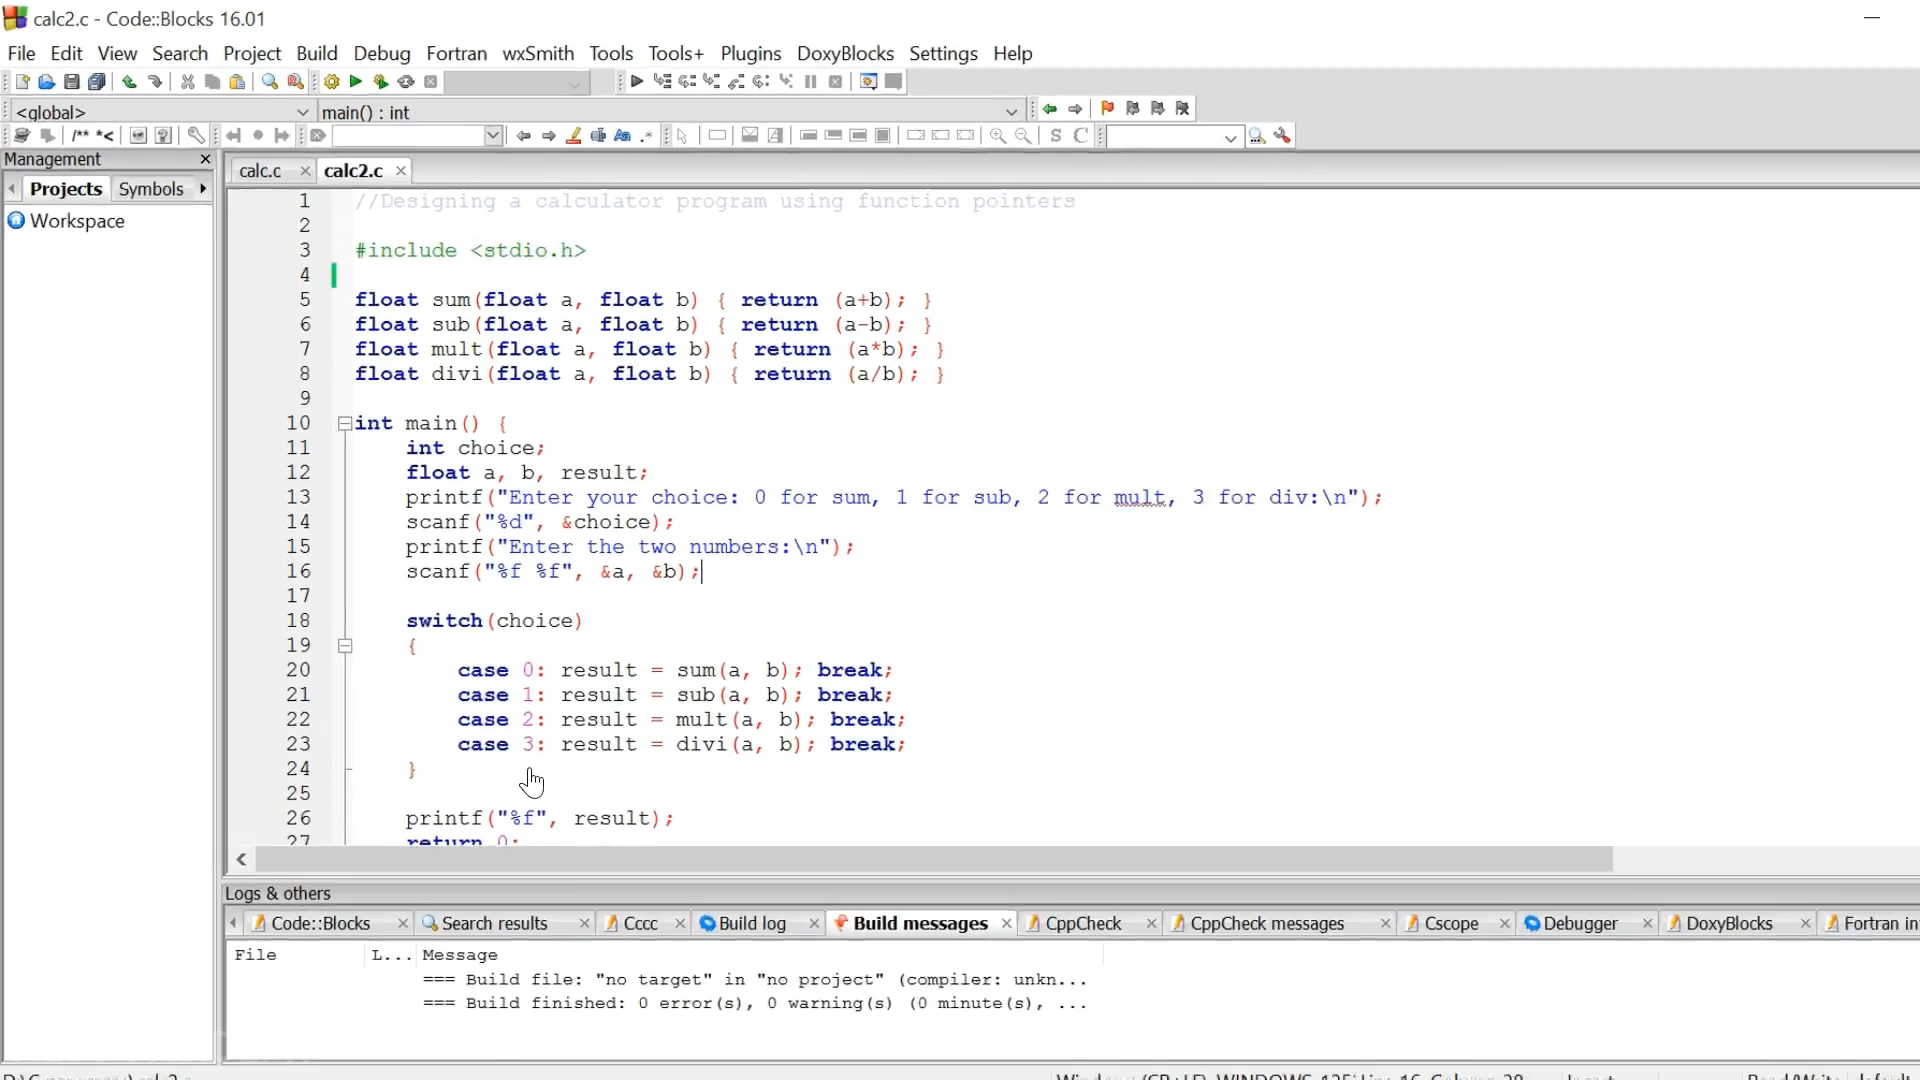 calc2.c - Code::Blocks 16.01
File Edit View Search Project Build Debug Fortran wxSmith Tools Tools+ Plugins DoxyBlocks Settings Help
<global> main() : int
/** *< Aa .* S C
Management
calc.c calc2.c
Projects Symbols
Workspace
1 //Designing a calculator program using function pointers
2
3 #include <stdio.h>
4
5 float sum(float a, float b) { return (a+b); }
6 float sub(float a, float b) { return (a-b); }
7 float mult(float a, float b) { return (a*b); }
8 float divi(float a, float b) { return (a/b); }
9
10 int main() {
11 int choice;
12 float a, b, result;
13 printf("Enter your choice: 0 for sum, 1 for sub, 2 for mult, 3 for div:\n");
14 scanf("%d", &choice);
15 printf("Enter the two numbers:\n");
16 scanf("%f %f", &a, &b);
17
18 switch(choice)
19 {
20 case 0: result = sum(a, b); break;
21 case 1: result = sub(a, b); break;
22 case 2: result = mult(a, b); break;
23 case 3: result = divi(a, b); break;
24 }
25
26 printf("%f", result);
27 return 0;
Logs & others
Code::Blocks Search results Cccc Build log Build messages CppCheck CppCheck messages Cscope Debugger DoxyBlocks Fortran in
File L... Message
=== Build file: "no target" in "no project" (compiler: unkn...
=== Build finished: 0 error(s), 0 warning(s) (0 minute(s), ...